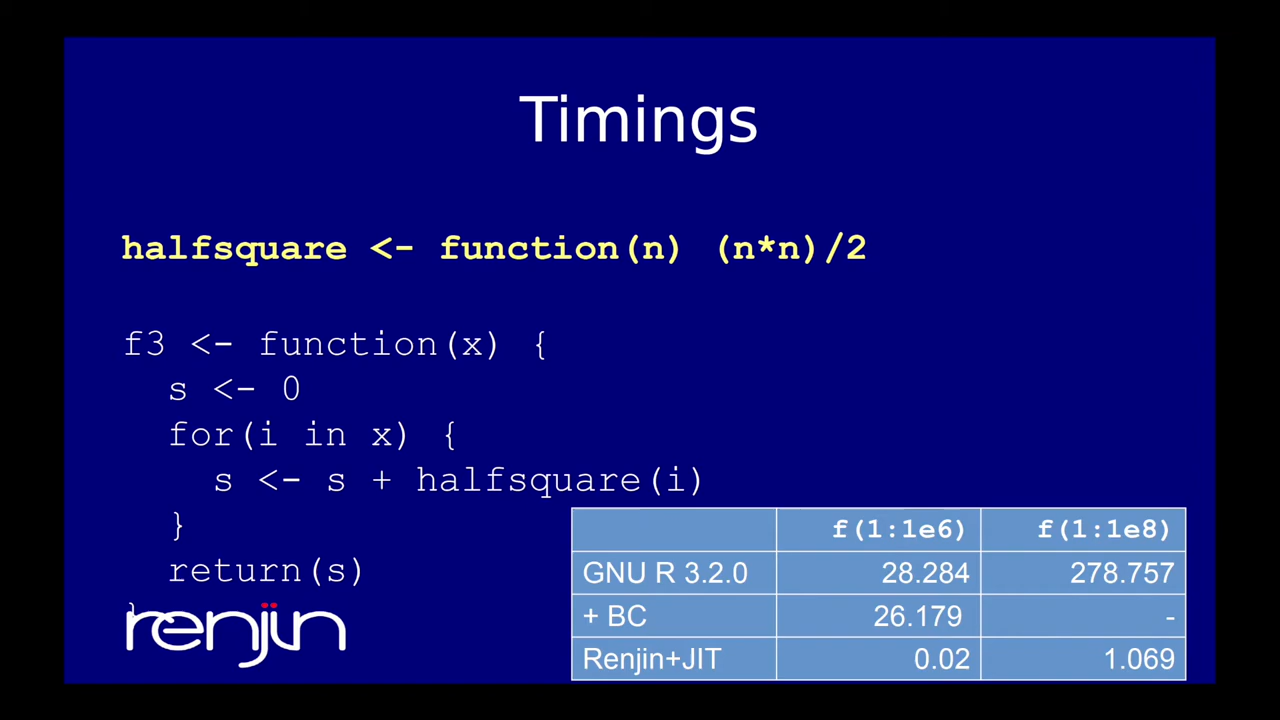 Timings
halfsquare <- function(n) (n*n)/2
f3 <- function(x) {
s <- 0
for(i in x) {
s <- s + halfsquare(i)
}
return(s)
}
renjin
f(1:1e6) f(1:1e8)
GNU R 3.2.0 28.284 278.757
+ BC 26.179 -
Renjin+JIT 0.02 1.069